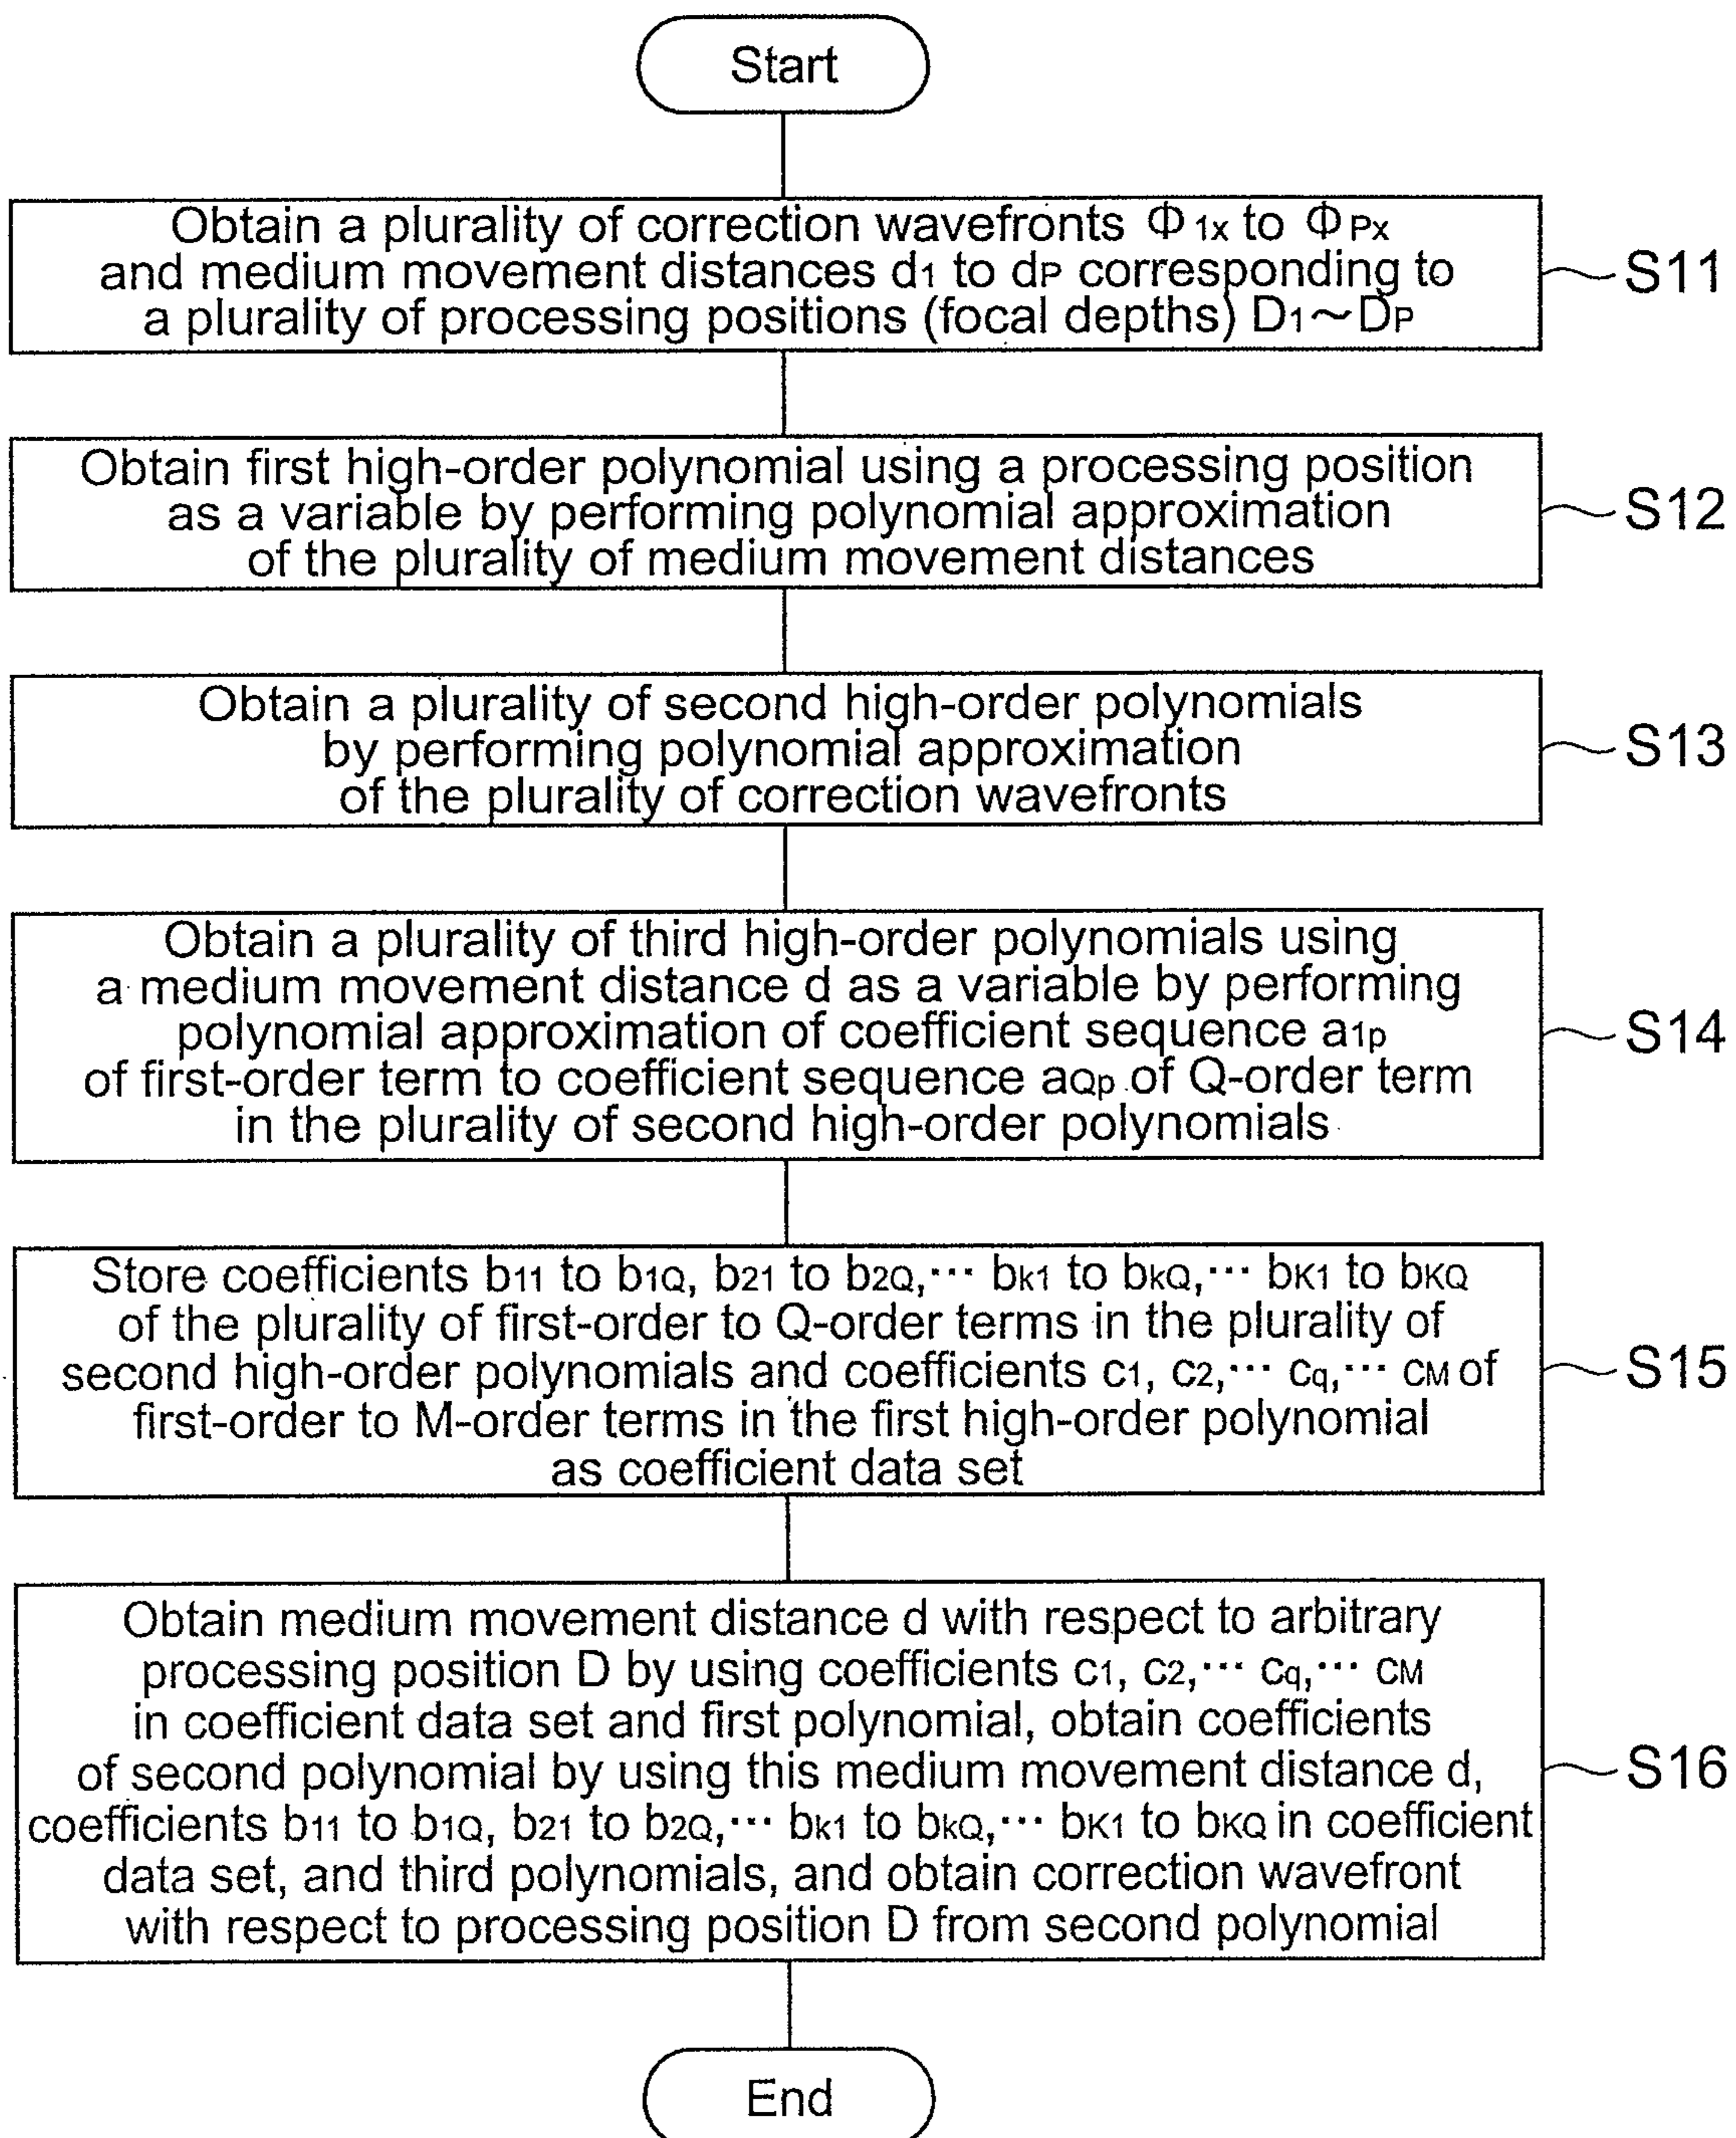 Start
Obtain a plurality of correction wavefronts Φ1x to ΦPx
and medium movement distances d1 to dP corresponding to
a plurality of processing positions (focal depths) D1~DP
S11
Obtain first high-order polynomial using a processing position
as a variable by performing polynomial approximation
of the plurality of medium movement distances
S12
Obtain a plurality of second high-order polynomials
by performing polynomial approximation
of the plurality of correction wavefronts
S13
Obtain a plurality of third high-order polynomials using
a medium movement distance d as a variable by performing
polynomial approximation of coefficient sequence a1p
of first-order term to coefficient sequence aQp of Q-order term
in the plurality of second high-order polynomials
S14
Store coefficients b11 to b1Q, b21 to b2Q,··· bk1 to bkQ,··· bK1 to bKQ
of the plurality of first-order to Q-order terms in the plurality of
second high-order polynomials and coefficients c1, c2,··· cq,··· cM of
first-order to M-order terms in the first high-order polynomial
as coefficient data set
S15
Obtain medium movement distance d with respect to arbitrary
processing position D by using coefficients c1, c2,··· cq,··· cM
in coefficient data set and first polynomial, obtain coefficients
of second polynomial by using this medium movement distance d,
coefficients b11 to b1Q, b21 to b2Q,··· bk1 to bkQ,··· bK1 to bKQ in coefficient
data set, and third polynomials, and obtain correction wavefront
with respect to processing position D from second polynomial
S16
End